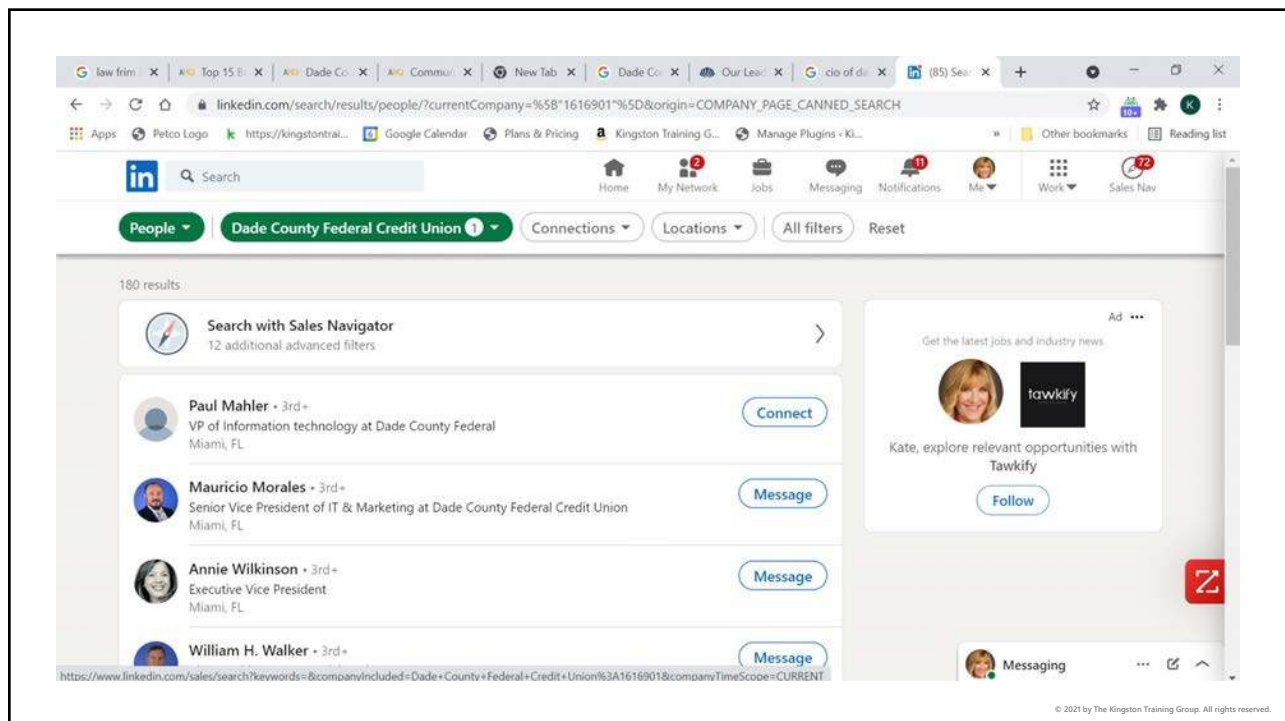 law frim
Top 15 B
Dade Co
Commun
New Tab
Dade Co
Our Lead
cio of da
(85) Sear
linkedin.com/search/results/people/?currentCompany=%5B"1616901"%5D&origin=COMPANY_PAGE_CANNED_SEARCH
10+
K
Apps
Petco Logo
https://kingstontrai...
Google Calendar
Plans & Pricing
Kingston Training G...
Manage Plugins ‹ Ki...
»
Other bookmarks
Reading list
in
Search
Home
2
My Network
Jobs
Messaging
11
Notifications
Me
Work
72
Sales Nav
People
Dade County Federal Credit Union 1
Connections
Locations
All filters
Reset
180 results
Search with Sales Navigator
12 additional advanced filters
Paul Mahler • 3rd+
VP of Information technology at Dade County Federal
Miami, FL
Connect
Mauricio Morales • 3rd+
Senior Vice President of IT & Marketing at Dade County Federal Credit Union
Miami, FL
Message
Annie Wilkinson • 3rd+
Executive Vice President
Miami, FL
Message
William H. Walker • 3rd+
Message
Ad •••
Get the latest jobs and industry news
tawkify
Kate, explore relevant opportunities with
Tawkify
Follow
Z
Messaging
https://www.linkedin.com/sales/search?keywords=&companyIncluded=Dade+County+Federal+Credit+Union%3A1616901&companyTimeScope=CURRENT
© 2021 by The Kingston Training Group. All rights reserved.